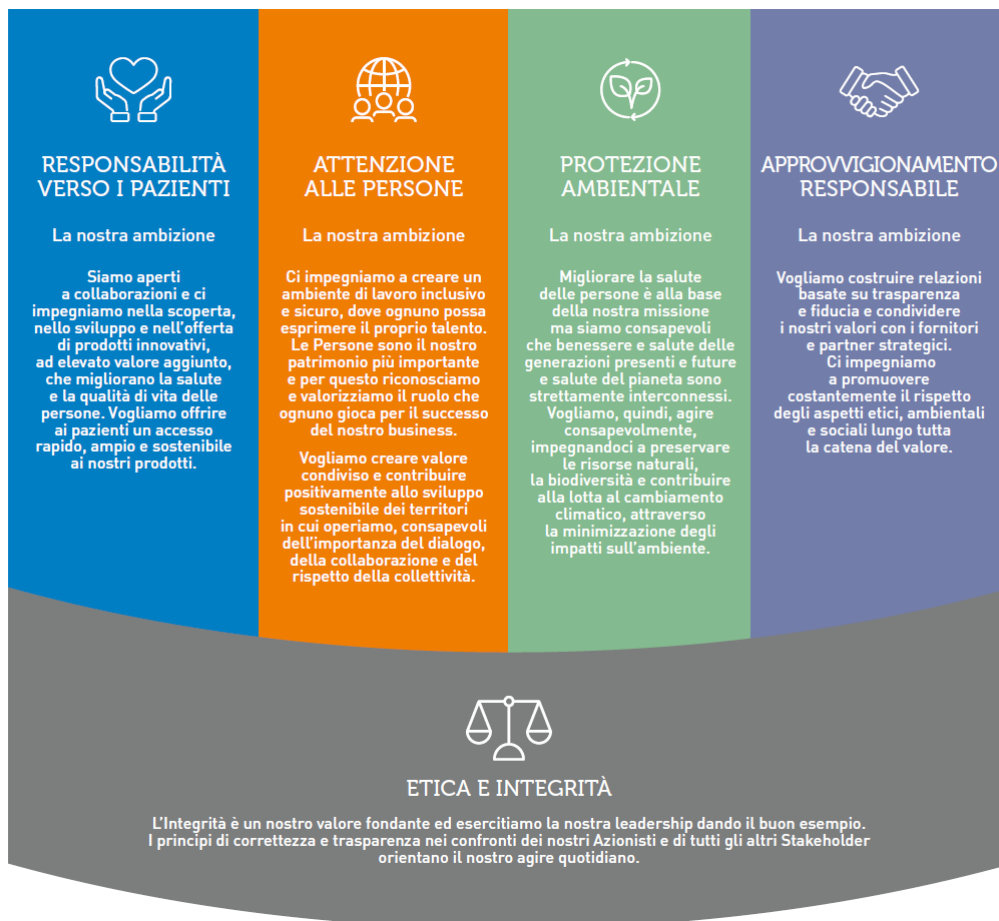 RESPONSABILITÀ
VERSO I PAZIENTI
La nostra ambizione
Siamo aperti
a collaborazioni e ci
impegniamo nella scoperta,
nello sviluppo e nell'offerta
di prodotti innovativi,
ad elevato valore aggiunto,
che migliorano la salute
e la qualità di vita delle
persone. Vogliamo offrire
ai pazienti un accesso
rapido, ampio e sostenibile
ai nostri prodotti.
ATTENZIONE
ALLE PERSONE
La nostra ambizione
Ci impegniamo a creare un
ambiente di lavoro inclusivo
e sicuro, dove ognuno possa
esprimere il proprio talento.
Le Persone sono il nostro
patrimonio più importante
e per questo riconosciamo
e valorizziamo il ruolo che
ognuno gioca per il successo
del nostro business.
Vogliamo creare valore
condiviso e contribuire
positivamente allo sviluppo
sostenibile dei territori
in cui operiamo, consapevoli
dell'importanza del dialogo,
della collaborazione e del
rispetto della collettività.
PROTEZIONE
AMBIENTALE
La nostra ambizione
Migliorare la salute
delle persone è alla base
della nostra missione
ma siamo consapevoli
che benessere e salute delle
generazioni presenti e future
e salute del pianeta sono
strettamente interconnessi.
Vogliamo, quindi, agire
consapevolmente,
impegnandoci a preservare
le risorse naturali,
la biodiversità e contribuire
alla lotta al cambiamento
climatico, attraverso
la minimizzazione degli
impatti sull'ambiente.
APPROVVIGIONAMENTO
RESPONSABILE
La nostra ambizione
Vogliamo costruire relazioni
basate su trasparenza
e fiducia e condividere
i nostri valori con i fornitori
e partner strategici.
Ci impegniamo
a promuovere
costantemente il rispetto
degli aspetti etici, ambientali
e sociali lungo tutta
la catena del valore.
ETICA E INTEGRITÀ
L'Integrità è un nostro valore fondante ed esercitiamo la nostra leadership dando il buon esempio.
I principi di correttezza e trasparenza nei confronti dei nostri Azionisti e di tutti gli altri Stakeholder
orientano il nostro agire quotidiano.